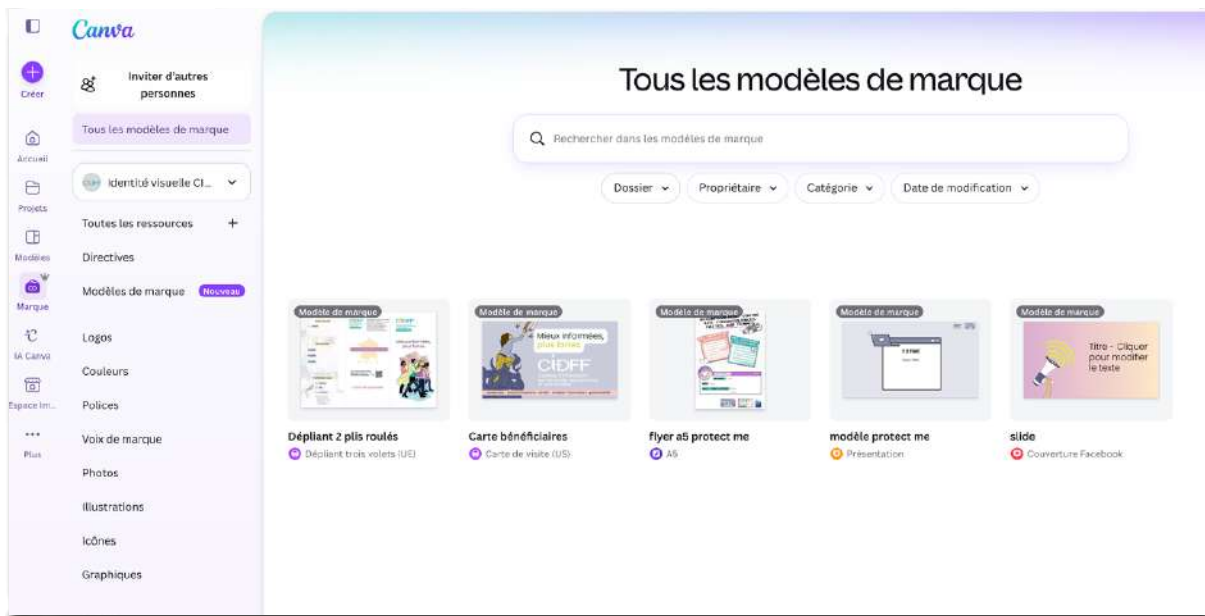 Canva
Créer
Accueil
Projets
Modèles
Marque
IA Canva
Espace Im...
Plus
Inviter d'autres
personnes
Tous les modèles de marque
Identité visuelle CI...
Toutes les ressources +
Directives
Modèles de marque Nouveau
Logos
Couleurs
Polices
Voix de marque
Photos
Illustrations
Icônes
Graphiques
Tous les modèles de marque
Rechercher dans les modèles de marque
Dossier Propriétaire Catégorie Date de modification
Modèle de marque
Dépliant 2 plis roulés
Dépliant trois volets (UE)
Modèle de marque
Mieux informées,
plus fortes
CIDFF
Carte bénéficiaires
Carte de visite (US)
Modèle de marque
flyer a5 protect me
A5
Modèle de marque
modèle protect me
Présentation
Modèle de marque
Titre - Cliquer
pour modifier
le texte
slide
Couverture Facebook